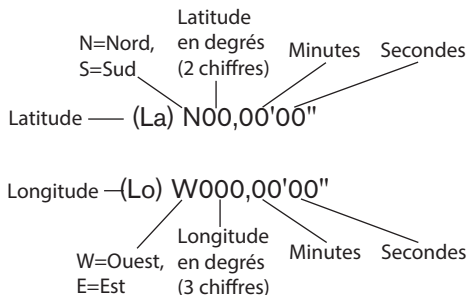 Latitude
N=Nord,
en degrés
Minutes
Secondes
S=Sud
(2 chiffres)
Latitude
(La) N00,00'00"
Longitude
(Lo) W000,00'00"
W=Ouest,
E=Est
Longitude
en degrés
(3 chiffres)
Minutes
Secondes